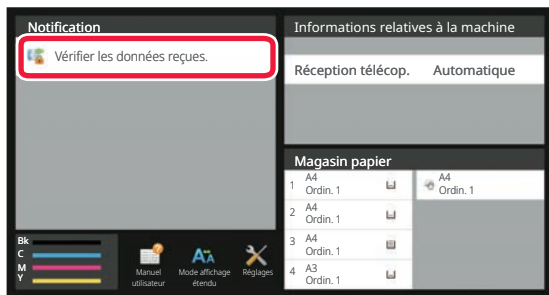 Notification
Vérifier les données reçues.
Informations relatives à la machine
Réception télécop. Automatique
Magasin papier
1 A4
Ordin. 1
2 A4
Ordin. 1
3 A4
Ordin. 1
4 A3
Ordin. 1
A4
Ordin. 1
Bk
C
M
Y
Manuel
utilisateur
AA
Mode affichage
étendu
Réglages